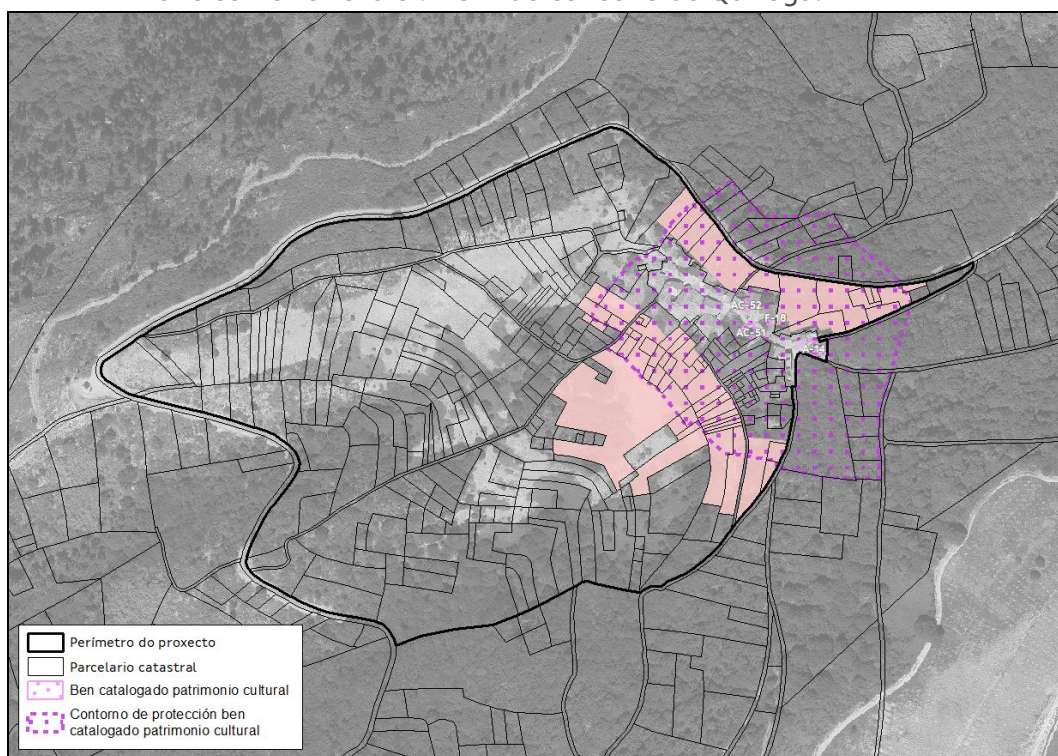 AC-52
F-18
AC-51
Perímetro do proxecto
Parcelario catastral
Ben catalogado patrimonio cultural
Contorno de protección ben
catalogado patrimonio cultural